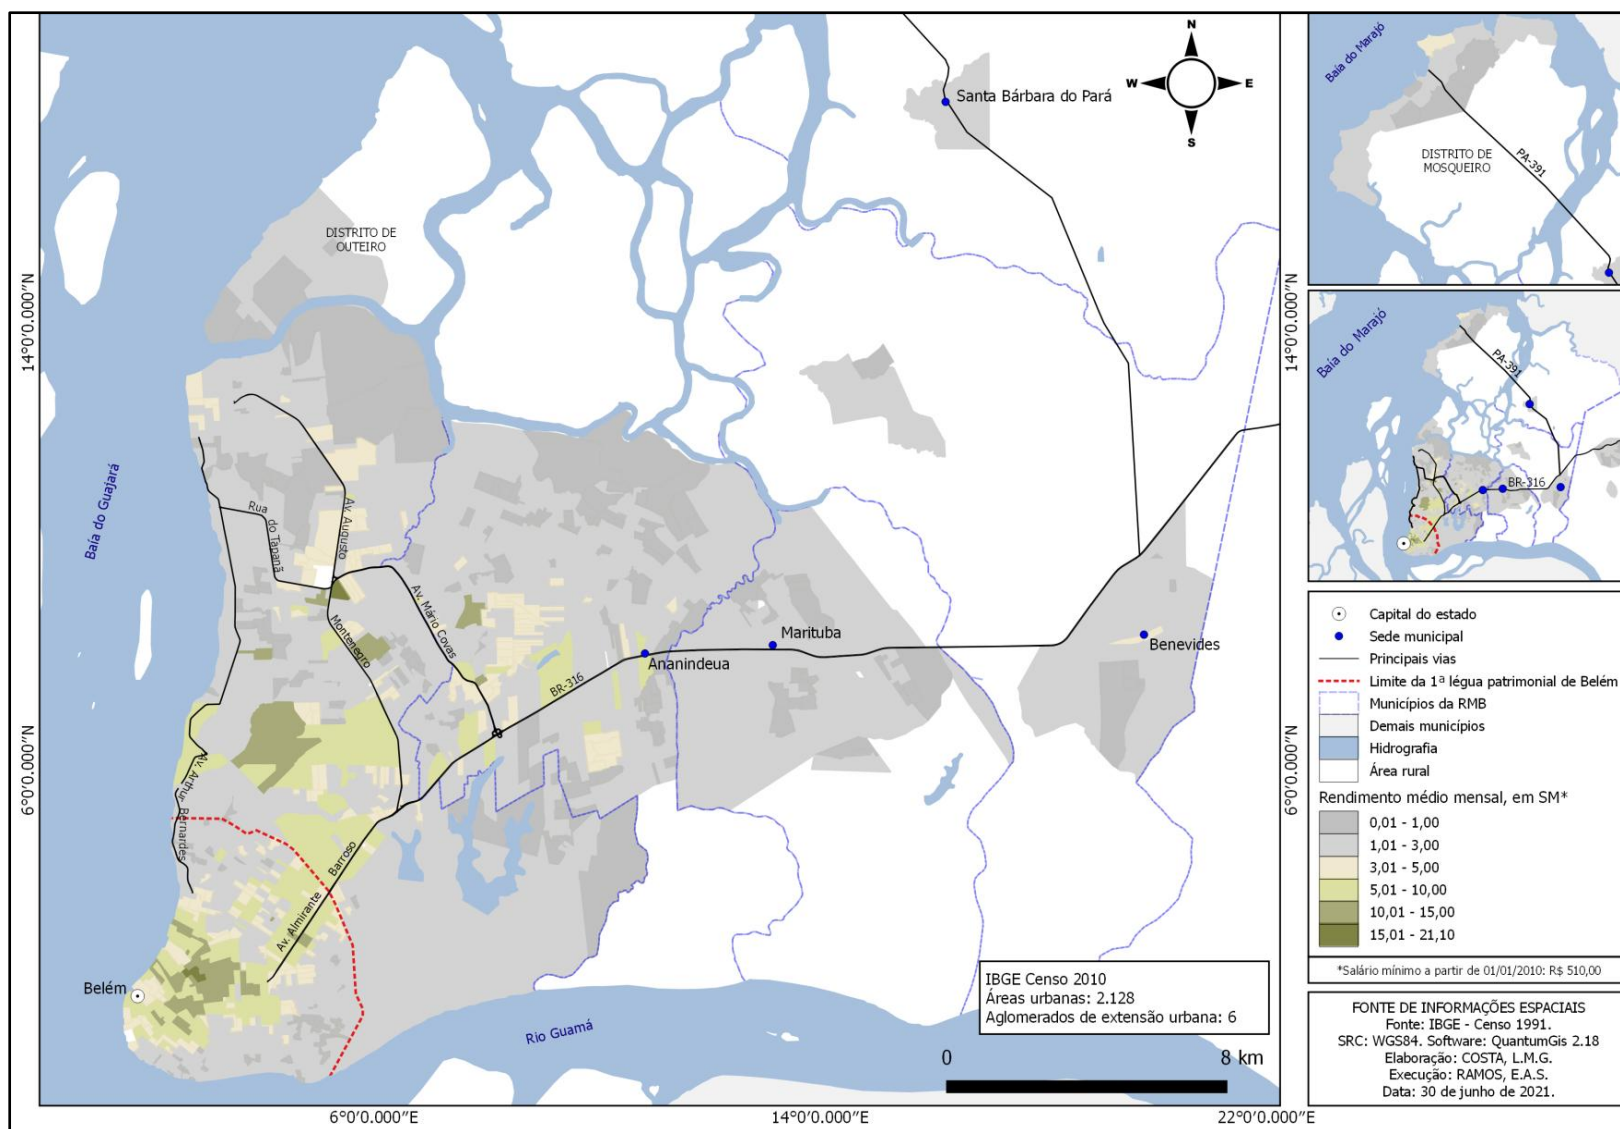 N
W
E
S
Santa Bárbara do Pará
DISTRITO DE
OUTEIRO
14°0'0.000"N
14°0'0.000"N
Baía do Guajará
Rua do Tapanã
Av. Augusto
Montenegro
Av. Mário Covas
BR-316
Ananindeua
Marituba
Benevides
6°0'0.000"N
6°0'0.000"N
Av. Arthur Bernardes
Av. Almirante Barroso
Belém
Rio Guamá
IBGE Censo 2010
Áreas urbanas: 2.128
Aglomerados de extensão urbana: 6
0
8 km
6°0'0.000"E
14°0'0.000"E
22°0'0.000"E
Baía do Marajó
DISTRITO DE
MOSQUEIRO
PA-391
Baía do Marajó
PA-391
BR-316
Capital do estado
Sede municipal
Principais vias
Limite da 1ª légua patrimonial de Belém
Municípios da RMB
Demais municípios
Hidrografia
Área rural
Rendimento médio mensal, em SM*
0,01 - 1,00
1,01 - 3,00
3,01 - 5,00
5,01 - 10,00
10,01 - 15,00
15,01 - 21,10
*Salário mínimo a partir de 01/01/2010: R$ 510,00
FONTE DE INFORMAÇÕES ESPACIAIS
Fonte: IBGE - Censo 1991.
SRC: WGS84. Software: QuantumGis 2.18
Elaboração: COSTA, L.M.G.
Execução: RAMOS, E.A.S.
Data: 30 de junho de 2021.